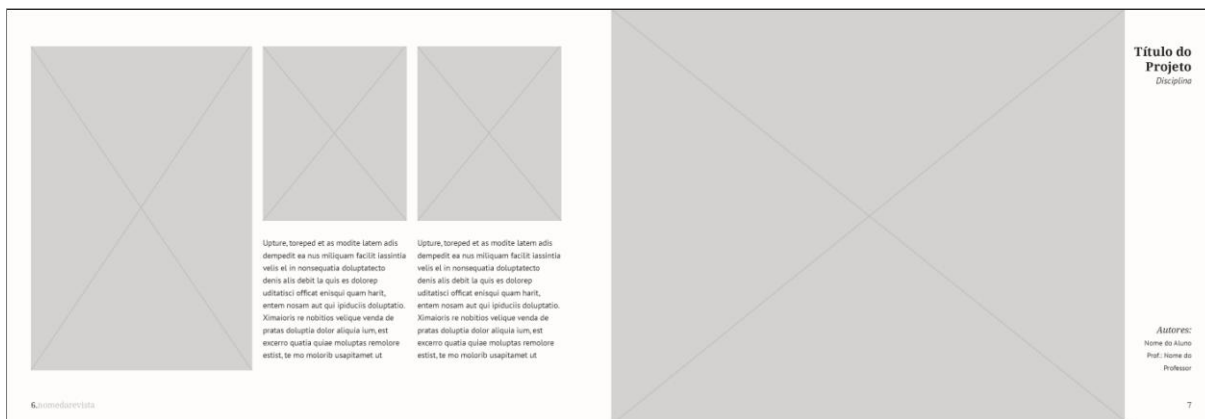 Upture, toreped et as modite latem adis
dempedit ea nus miliquam facilit iassintia
velis el in nonsequatia doluptatecto
denis alis debit la quis es dolorep
uditatisci officat enisqui quam harit,
entem nosam aut qui ipiduciis doluptatio.
Ximaioris re nobitios velique venda de
pratas doluptia dolor aliquia ium, est
excerro quatia quiae moluptas remolore
estist, te mo molorib usapitamet ut
Upture, toreped et as modite latem adis
dempedit ea nus miliquam facilit iassintia
velis el in nonsequatia doluptatecto
denis alis debit la quis es dolorep
uditatisci officat enisqui quam harit,
entem nosam aut qui ipiduciis doluptatio.
Ximaioris re nobitios velique venda de
pratas doluptia dolor aliquia ium, est
excerro quatia quiae moluptas remolore
estist, te mo molorib usapitamet ut
6.nomedarevista
Título do
Projeto
Disciplina
Autores:
Nome do Aluno
Prof.: Nome do
Professor
7